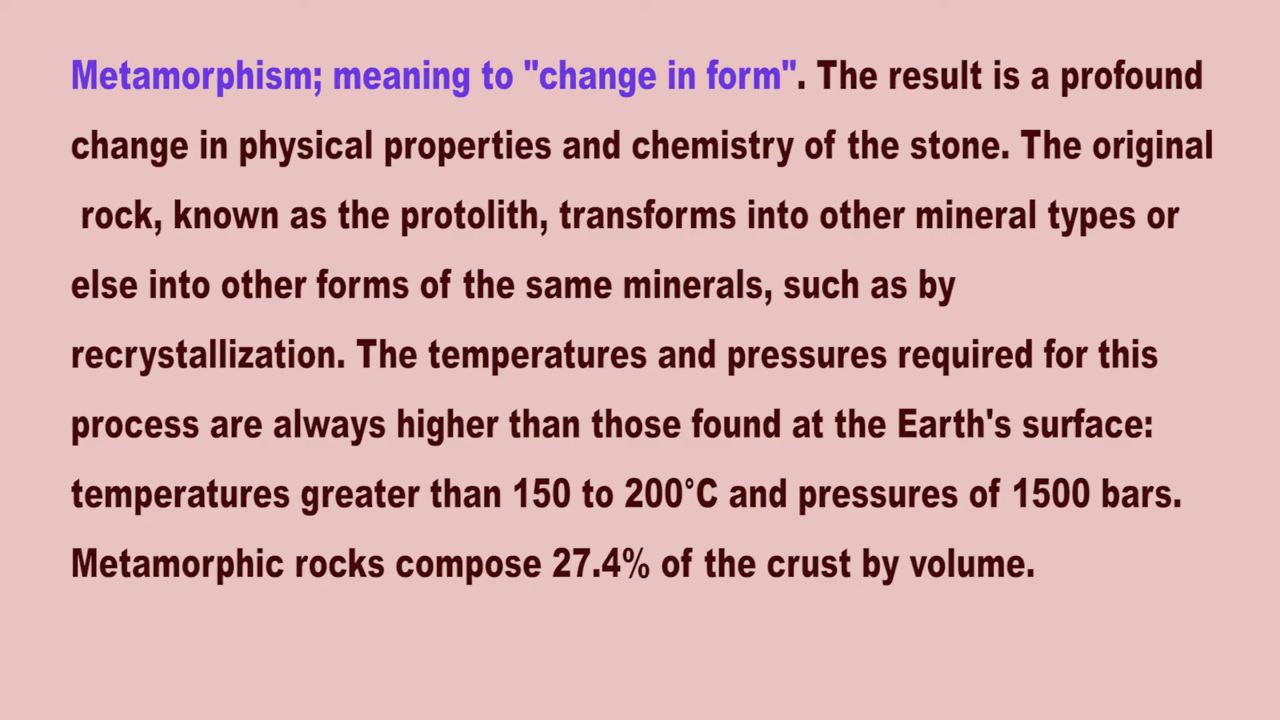 Metamorphism; meaning to "change in form". The result is a profound
change in physical properties and chemistry of the stone. The original
rock, known as the protolith, transforms into other mineral types or
else into other forms of the same minerals, such as by
recrystallization. The temperatures and pressures required for this
process are always higher than those found at the Earth's surface:
temperatures greater than 150 to 200°C and pressures of 1500 bars.
Metamorphic rocks compose 27.4% of the crust by volume.